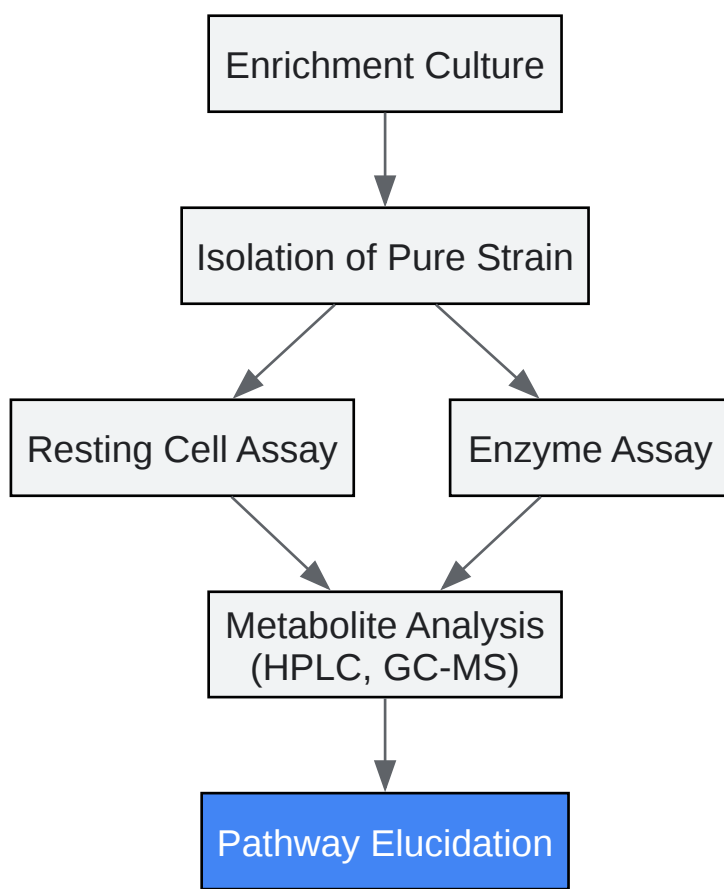 Enrichment Culture
Isolation of Pure Strain
Resting Cell Assay
Enzyme Assay
Metabolite Analysis
(HPLC, GC-MS)
Pathway Elucidation